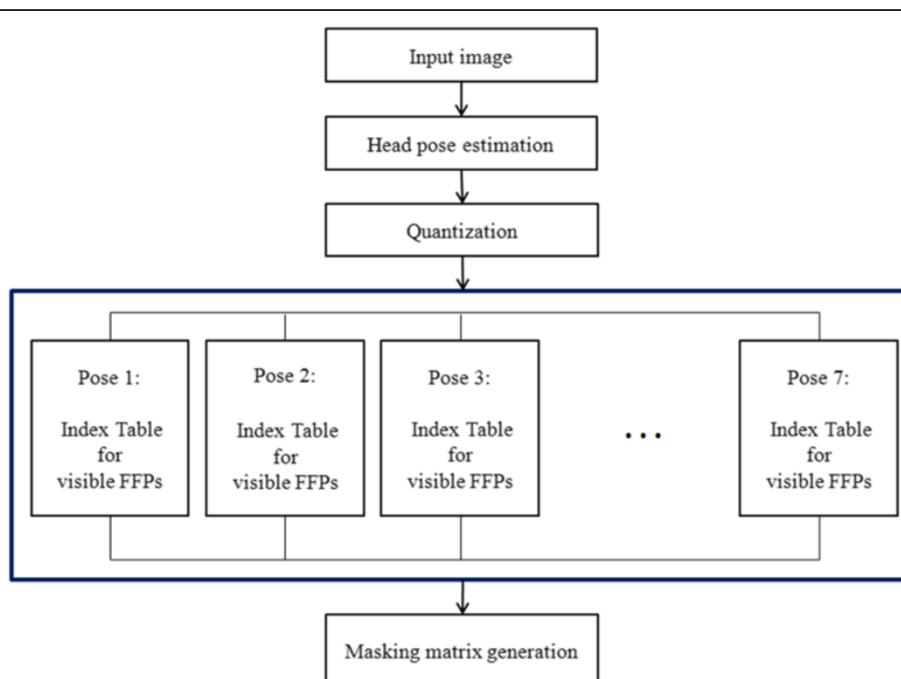 Input image
Head pose estimation
Quantization
Pose 1:
Index Table
for
visible FFPs
Pose 2:
Index Table
for
visible FFPs
Pose 3:
Index Table
for
visible FFPs
...
Pose 7:
Index Table
for
visible FFPs
Masking matrix generation